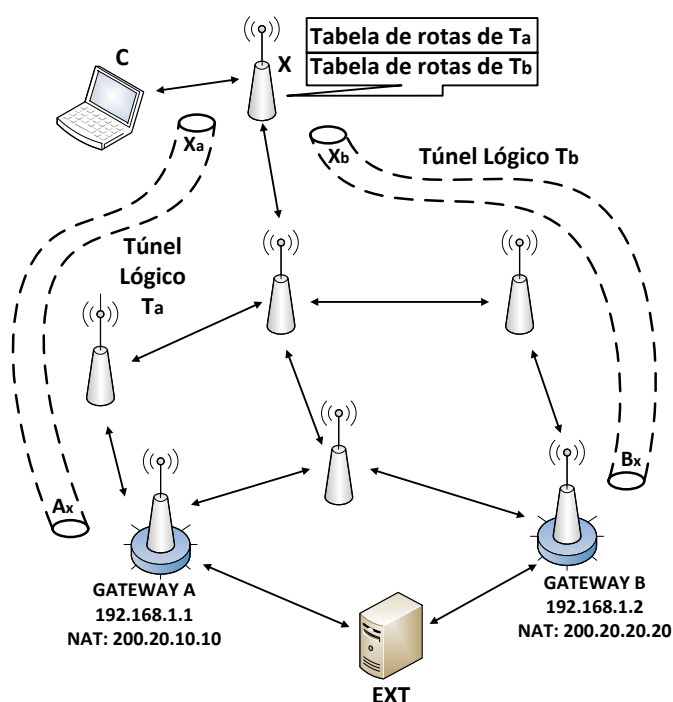 C
X
Tabela de rotas de Ta
Tabela de rotas de Tb
Xa
Xb
Túnel Lógico Tb
Túnel
Lógico
Ta
Ax
Bx
GATEWAY A
192.168.1.1
NAT: 200.20.10.10
GATEWAY B
192.168.1.2
NAT: 200.20.20.20
EXT